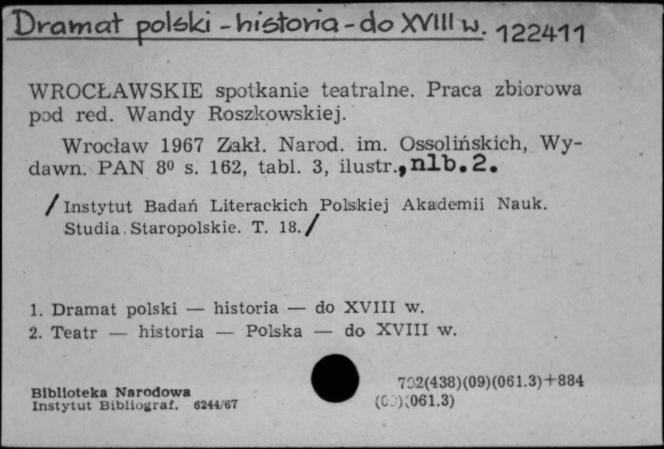 Dramat polski - historia - do XVIII w. 122411
WROCŁAWSKIE spotkanie teatralne. Praca zbiorowa
pod red. Wandy Roszkowskiej.
Wrocław 1967 Zakł. Narod. im. Ossolińskich, Wy-
dawn. PAN 8⁰ s. 162, tabl. 3, ilustr., nlb. 2.
/Instytut Badań Literackich Polskiej Akademii Nauk.
Studia Staropolskie. T. 18./
1. Dramat polski — historia — do XVIII w.
2. Teatr — historia — Polska — do XVIII w.
Biblioteka Narodowa
Instytut Bibliograf. 6244/67
792(438)(09)(061.3)+884
(061.3)